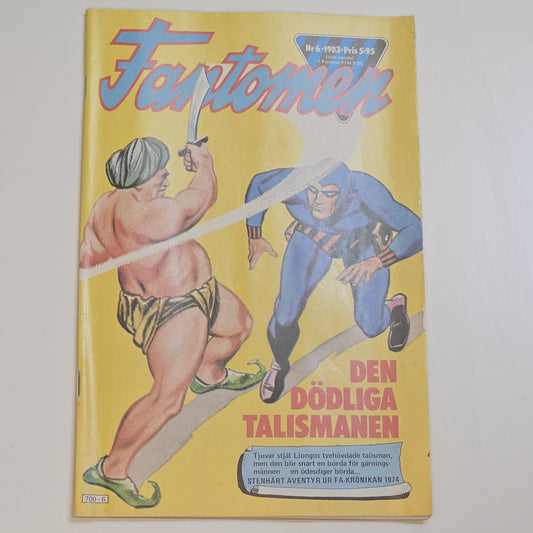 Fantomen
Nr 6 • 1983 • Pris 5:95
DEN
DÖDLIGA
TALISMANEN
Tjuvar stjäl Llongos tvehövdade talisman,
men den blir snart en börda för gärnings-
männen en ödesdiger börda...
STENHÅRT ÄVENTYR UR FA-KRÖNIKAN 1974
709–6